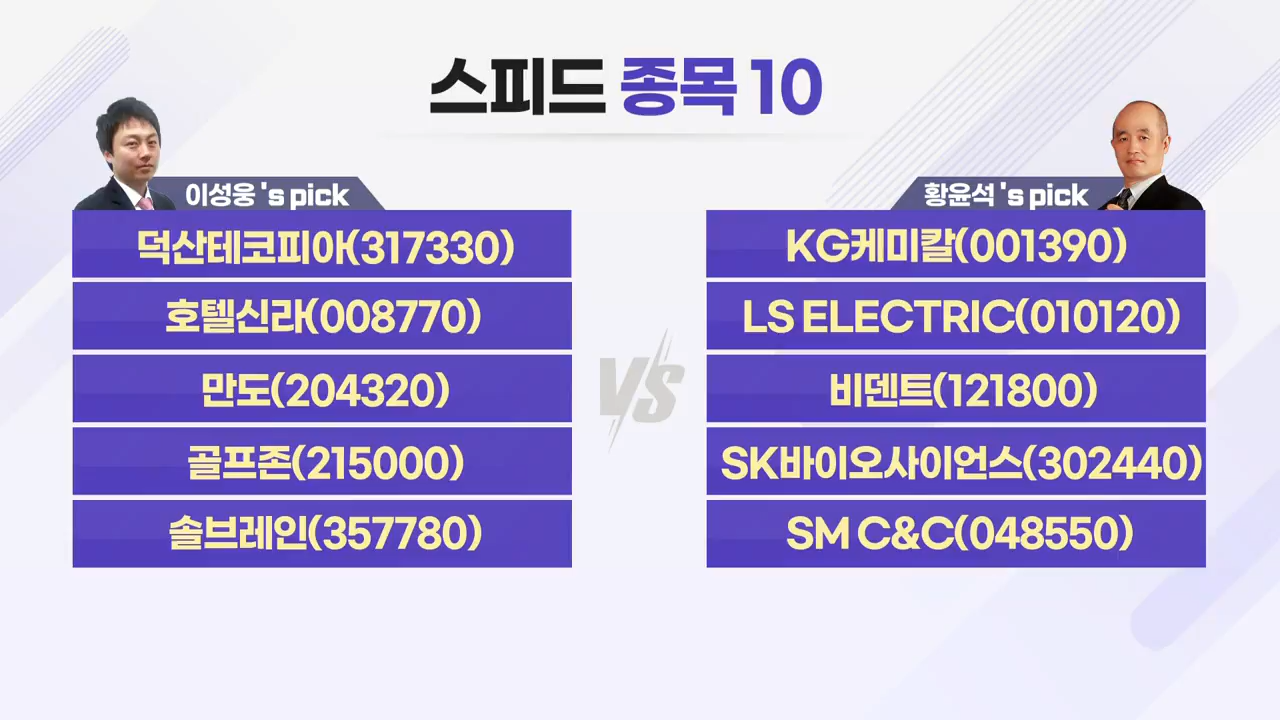 스피드 종목 10
이성웅 's pick
덕산테코피아(317330)
호텔신라(008770)
만도(204320)
골프존(215000)
솔브레인(357780)
VS
황윤석 's pick
KG케미칼(001390)
LS ELECTRIC(010120)
비덴트(121800)
SK바이오사이언스(302440)
SM C&C(048550)